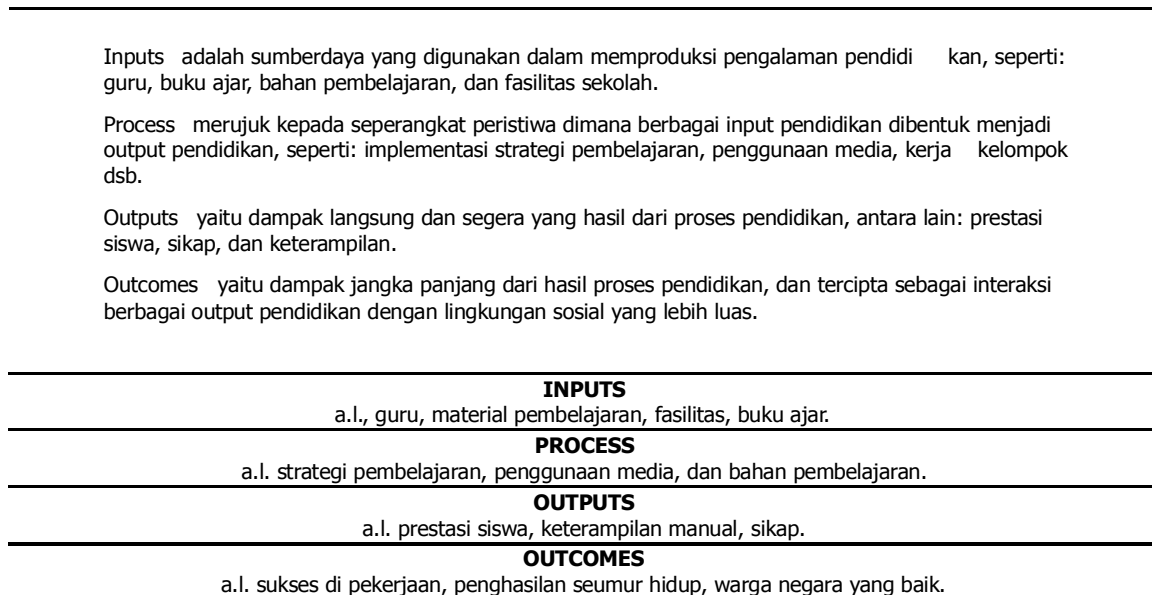 Inputs adalah sumberdaya yang digunakan dalam memproduksi pengalaman pendidi kan, seperti:
guru, buku ajar, bahan pembelajaran, dan fasilitas sekolah.
Process merujuk kepada seperangkat peristiwa dimana berbagai input pendidikan dibentuk menjadi
output pendidikan, seperti: implementasi strategi pembelajaran, penggunaan media, kerja kelompok
dsb.
Outputs yaitu dampak langsung dan segera yang hasil dari proses pendidikan, antara lain: prestasi
siswa, sikap, dan keterampilan.
Outcomes yaitu dampak jangka panjang dari hasil proses pendidikan, dan tercipta sebagai interaksi
berbagai output pendidikan dengan lingkungan sosial yang lebih luas.
INPUTS
a.l., guru, material pembelajaran, fasilitas, buku ajar.
PROCESS
a.l. strategi pembelajaran, penggunaan media, dan bahan pembelajaran.
OUTPUTS
a.l. prestasi siswa, keterampilan manual, sikap.
OUTCOMES
a.l. sukses di pekerjaan, penghasilan seumur hidup, warga negara yang baik.